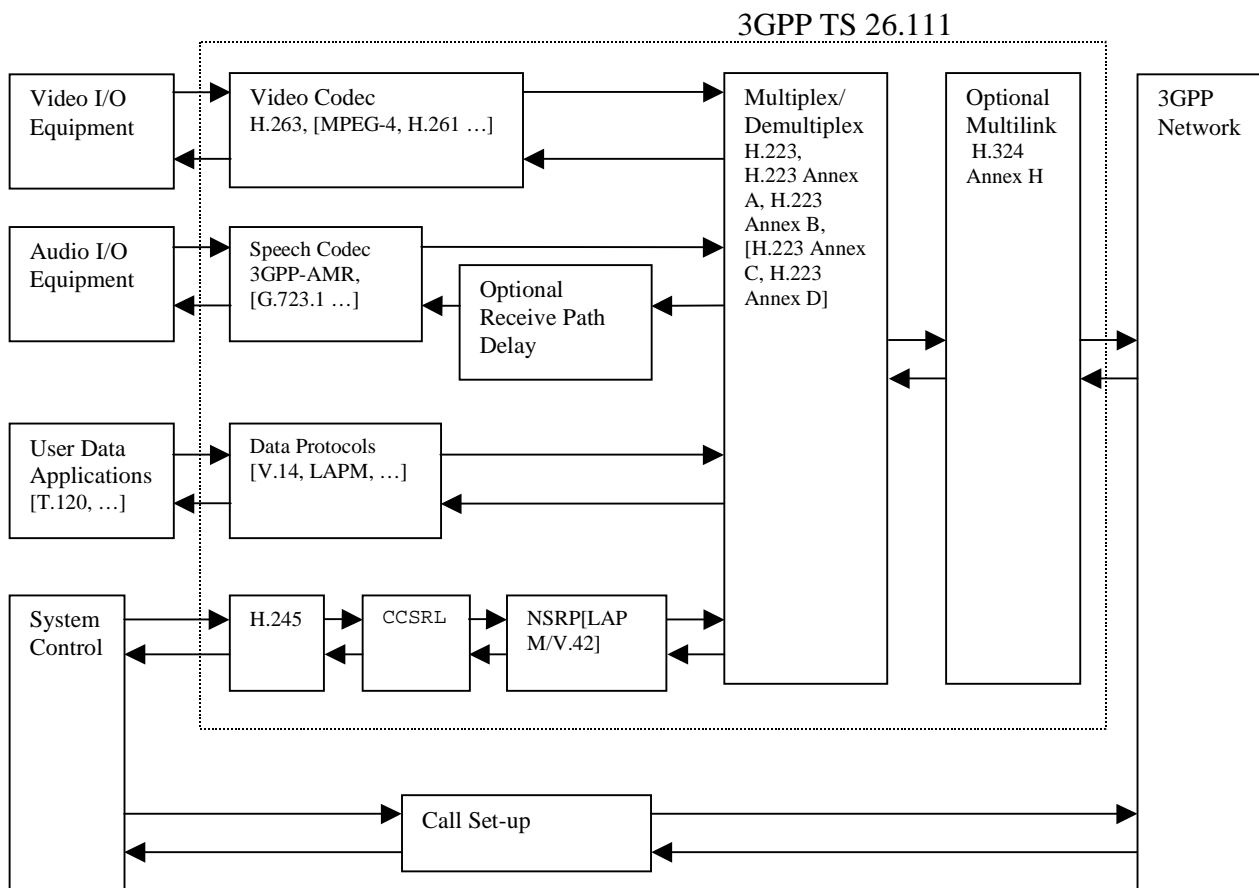 3GPP TS 26.111
Video I/O
Equipment
Video Codec
H.263, [MPEG-4, H.261 …]
Multiplex/
Demultiplex
H.223,
H.223 Annex
A, H.223
Annex B,
[H.223 Annex
C, H.223
Annex D]
Optional
Multilink
H.324
Annex H
3GPP
Network
Audio I/O
Equipment
Speech Codec
3GPP-AMR,
[G.723.1 …]
Optional
Receive Path
Delay
User Data
Applications
[T.120, …]
Data Protocols
[V.14, LAPM, …]
System
Control
H.245
CCSRL
NSRP[LAP
M/V.42]
Call Set-up